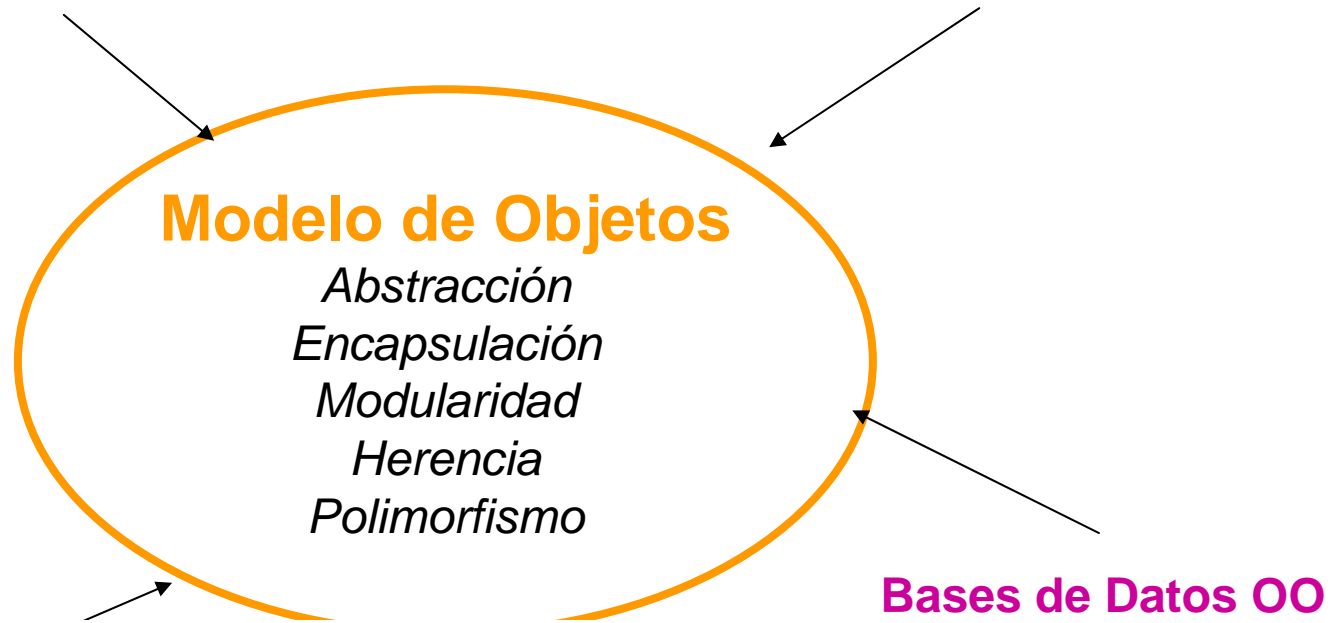 Modelo de Objetos
Abstracción
Encapsulación
Modularidad
Herencia
Polimorfismo
Bases de Datos OO